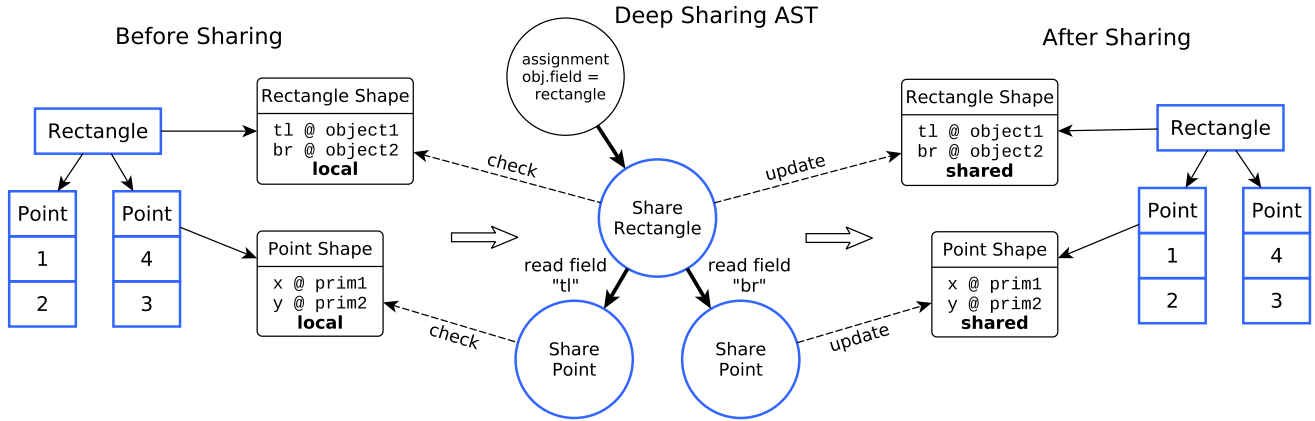 Deep Sharing AST
Before Sharing
After Sharing
Rectangle
Point
1
2
Point
4
3
Rectangle Shape
tl @ object1
br @ object2
local
Point Shape
x @ prim1
y @ prim2
local
assignment
obj.field =
rectangle
check
update
Share
Rectangle
read field
"tl"
read field
"br"
check
Share
Point
Share
Point
update
Rectangle Shape
tl @ object1
br @ object2
shared
Point Shape
x @ prim1
y @ prim2
shared
Rectangle
Point
1
2
Point
4
3